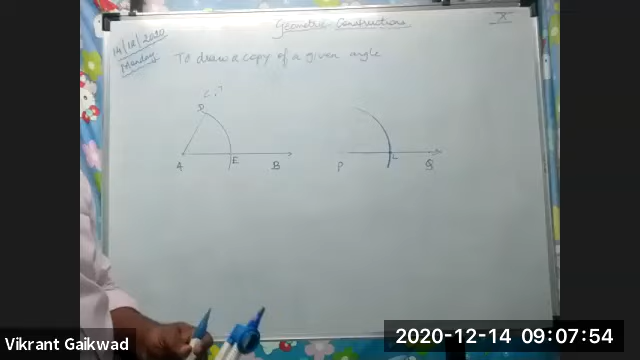 Geometric Constructions
X
14/12/2020
Monday
To draw a copy of a given angle
C
D
A
E
B
P
L
Q
Vikrant Gaikwad
2020-12-14 09:07:54